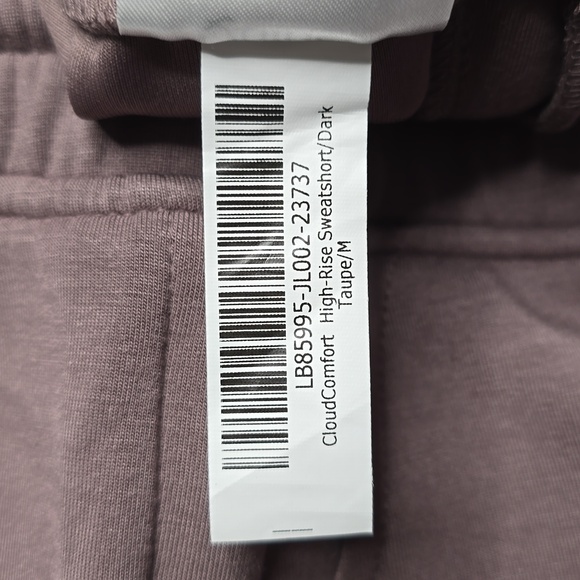 LB85995-JL002-23737
CloudComfort High-Rise Sweatshort/Dark
Taupe/M